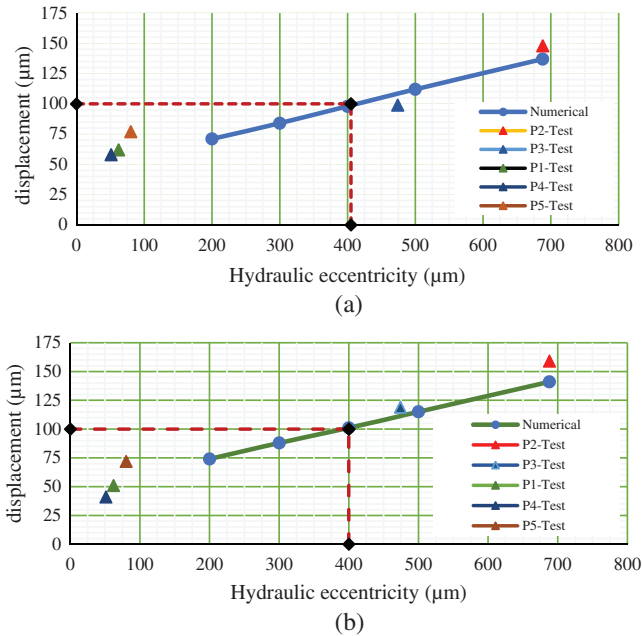 175
150
125
100
75
50
25
0
displacement (µm)
0 100 200 300 400 500 600 700 800
Hydraulic eccentricity (µm)
Numerical
P2-Test
P3-Test
P1-Test
P4-Test
P5-Test
(a)
175
150
125
100
75
50
25
0
displacement (µm)
0 100 200 300 400 500 600 700 800
Hydraulic eccentricity (µm)
Numerical
P2-Test
P3-Test
P1-Test
P4-Test
P5-Test
(b)